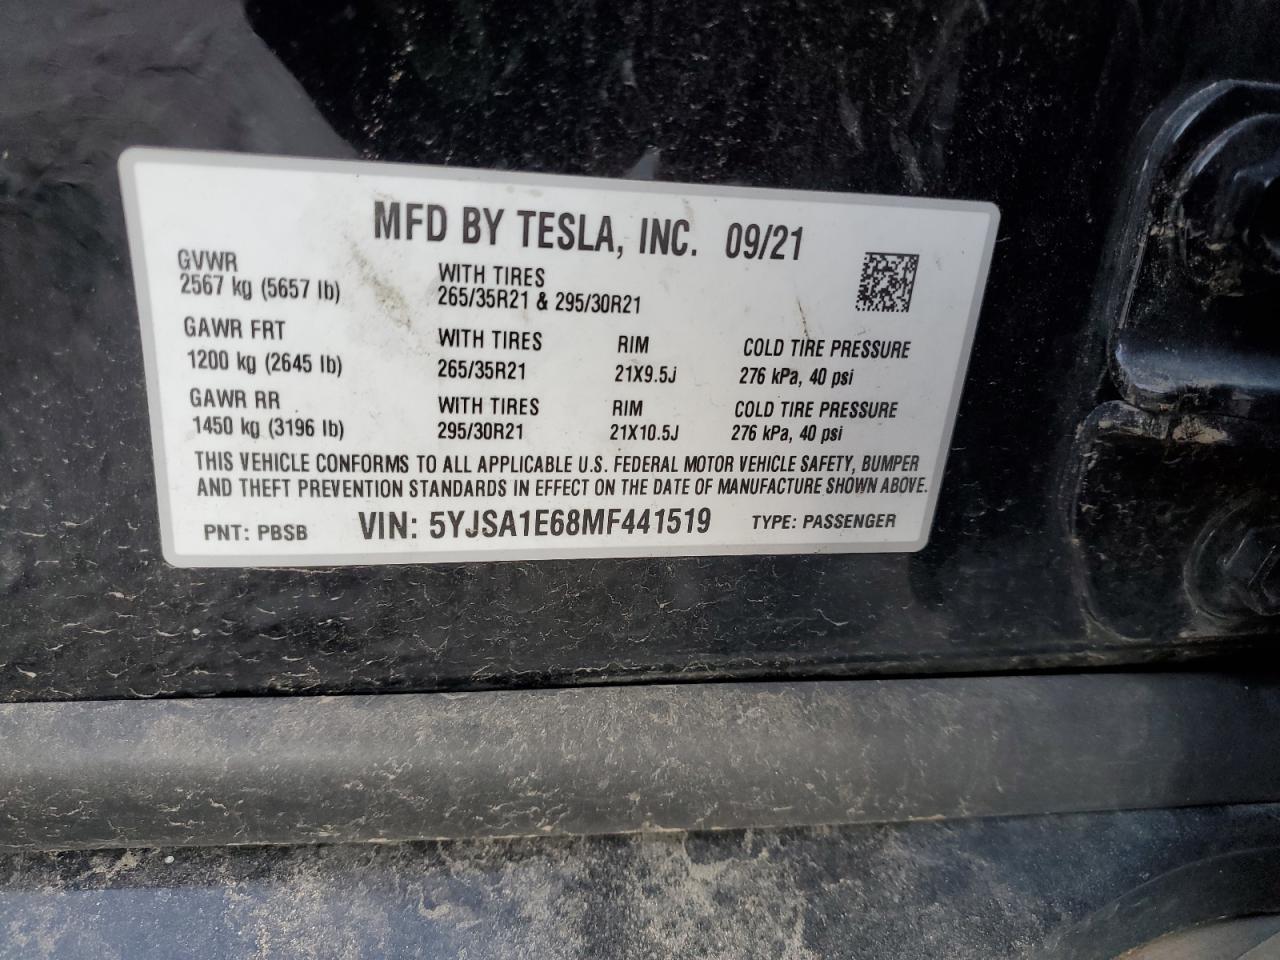 MFD BY TESLA, INC. 09/21
GVWR
2567 kg (5657 lb)
WITH TIRES
265/35R21 & 295/30R21
GAWR FRT WITH TIRES RIM COLD TIRE PRESSURE
1200 kg (2645 lb) 265/35R21 21X9.5J 276 kPa, 40 psi
GAWR RR WITH TIRES RIM COLD TIRE PRESSURE
1450 kg (3196 lb) 295/30R21 21X10.5J 276 kPa, 40 psi
THIS VEHICLE CONFORMS TO ALL APPLICABLE U.S. FEDERAL MOTOR VEHICLE SAFETY, BUMPER
AND THEFT PREVENTION STANDARDS IN EFFECT ON THE DATE OF MANUFACTURE SHOWN ABOVE.
PNT: PBSB VIN: 5YJSA1E68MF441519 TYPE: PASSENGER